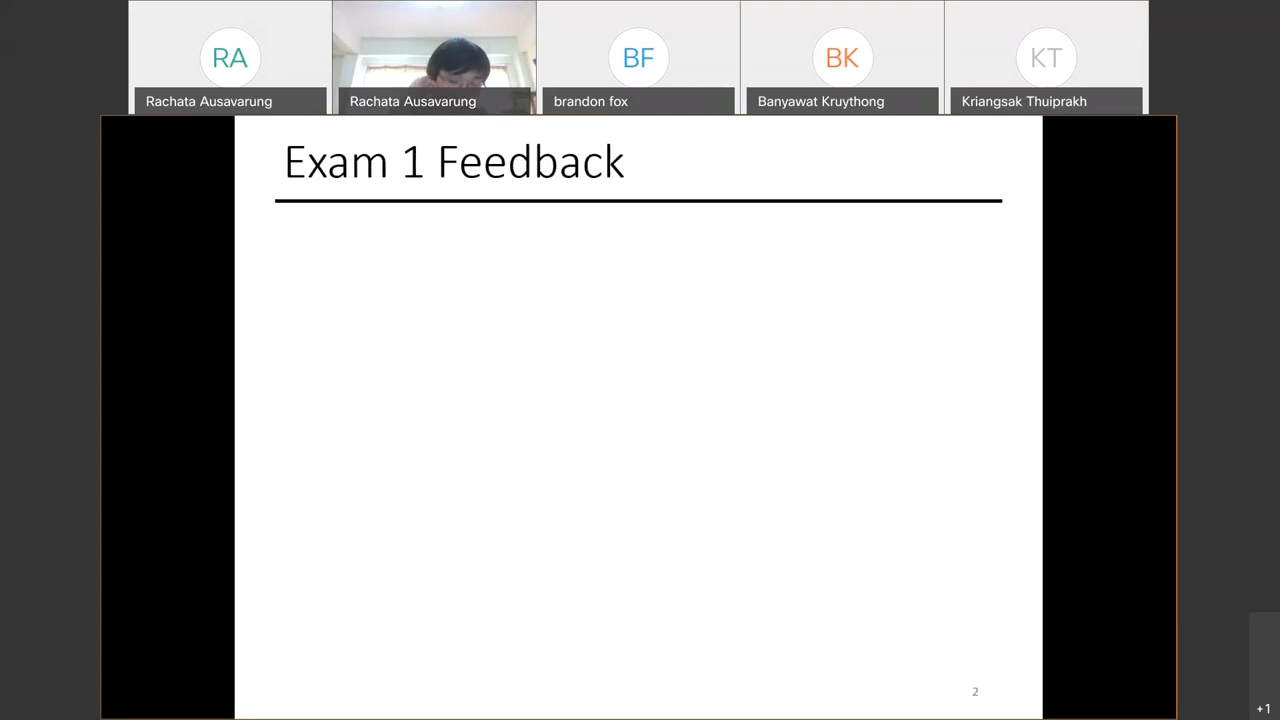 RA
BF
BK
KT
Rachata Ausavarung
Rachata Ausavarung
brandon fox
Banyawat Kruythong
Kriangsak Thuiprakh
Exam 1 Feedback
2
+1